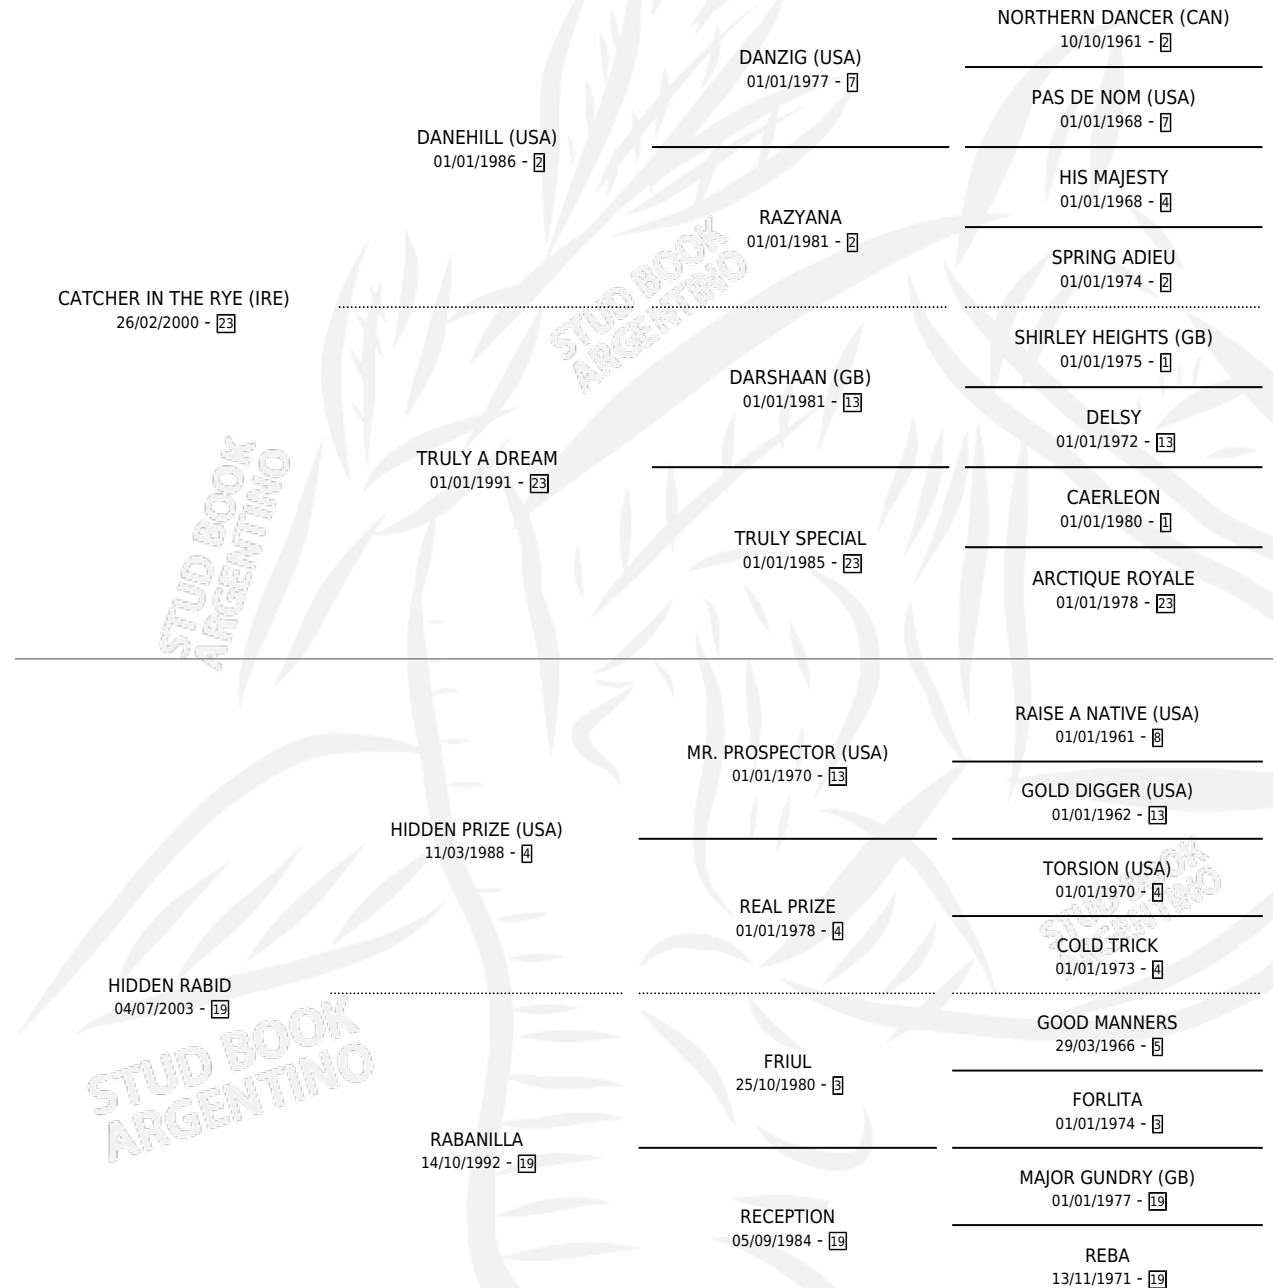 NORTHERN DANCER (CAN)
10/10/1961 - 2
DANZIG (USA)
01/01/1977 - 7
PAS DE NOM (USA)
01/01/1968 - 7
DANEHILL (USA)
01/01/1986 - 2
HIS MAJESTY
01/01/1968 - 4
RAZYANA
01/01/1981 - 2
SPRING ADIEU
01/01/1974 - 2
CATCHER IN THE RYE (IRE)
26/02/2000 - 23
STUD BOOK
ARGENTINO
SHIRLEY HEIGHTS (GB)
01/01/1975 - 1
DARSHAAN (GB)
01/01/1981 - 13
DELSY
01/01/1972 - 13
TRULY A DREAM
01/01/1991 - 23
CAERLEON
01/01/1980 - 1
TRULY SPECIAL
01/01/1985 - 23
ARCTIQUE ROYALE
01/01/1978 - 23
STUD BOOK
ARGENTINO
RAISE A NATIVE (USA)
01/01/1961 - 8
MR. PROSPECTOR (USA)
01/01/1970 - 13
GOLD DIGGER (USA)
01/01/1962 - 13
HIDDEN PRIZE (USA)
11/03/1988 - 4
TORSION (USA)
01/01/1970 - 4
REAL PRIZE
01/01/1978 - 4
STUD BOOK
ARGENTINO
COLD TRICK
01/01/1973 - 4
HIDDEN RABID
04/07/2003 - 19
STUD BOOK
ARGENTINO
GOOD MANNERS
29/03/1966 - 5
FRIUL
25/10/1980 - 3
FORLITA
01/01/1974 - 3
RABANILLA
14/10/1992 - 19
MAJOR GUNDRY (GB)
01/01/1977 - 19
RECEPTION
05/09/1984 - 19
REBA
13/11/1971 - 19